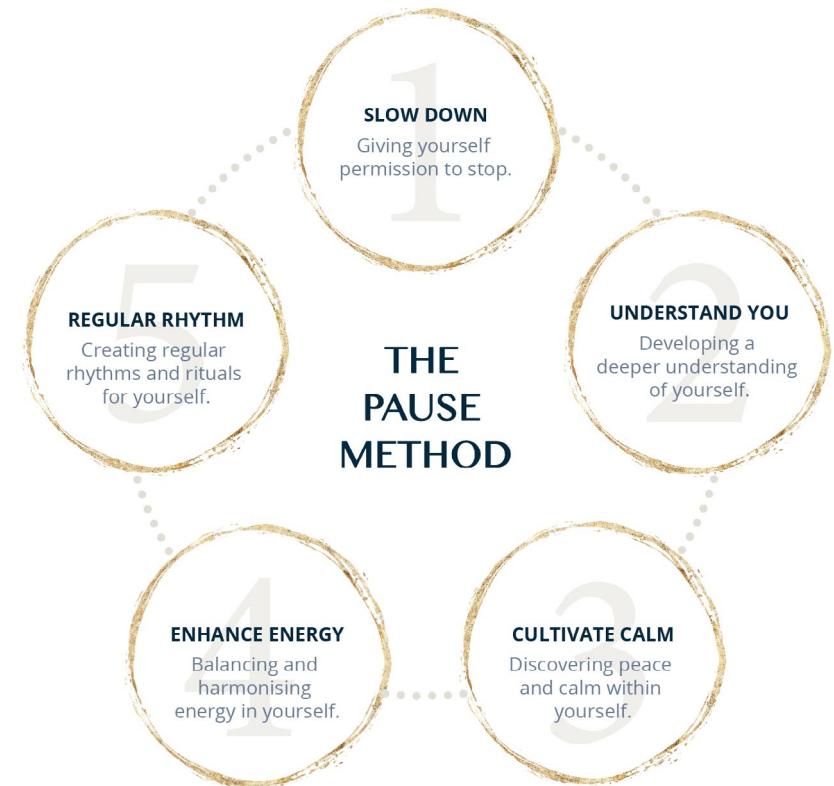 1
SLOW DOWN
Giving yourself
permission to stop.
2
UNDERSTAND YOU
Developing a
deeper understanding
of yourself.
3
CULTIVATE CALM
Discovering peace
and calm within
yourself.
4
ENHANCE ENERGY
Balancing and
harmonising
energy in yourself.
5
REGULAR RHYTHM
Creating regular
rhythms and rituals
for yourself.
THE
PAUSE
METHOD